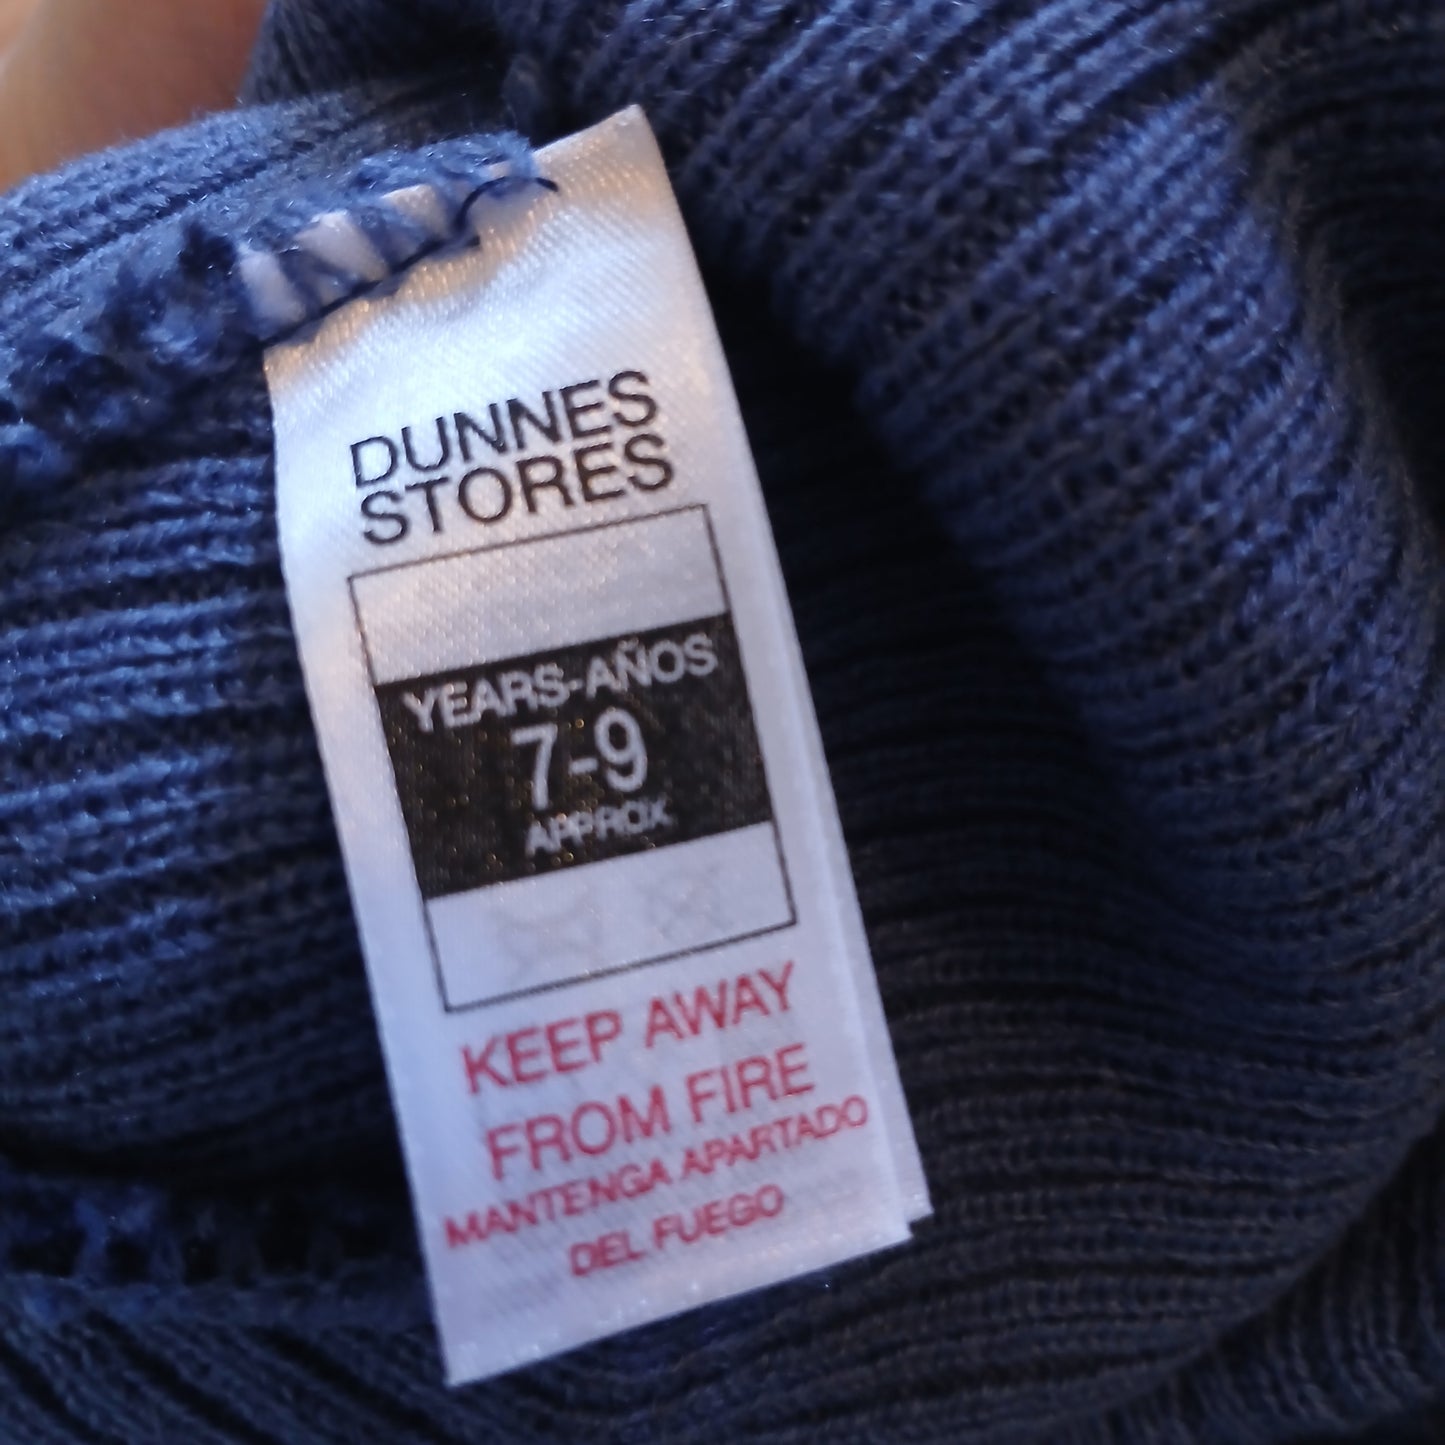 DUNNES
STORES
YEARS-AÑOS
7-9
APPROX
KEEP AWAY
FROM FIRE
MANTENGA APARTADO
DEL FUEGO